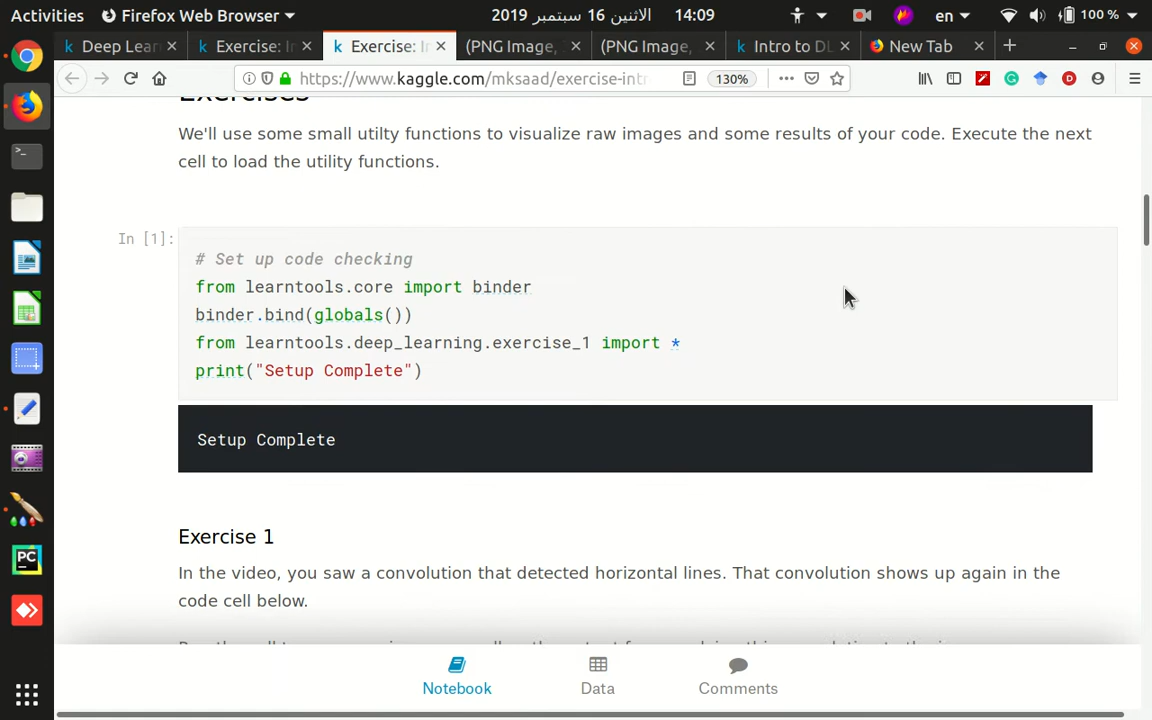 Activities Firefox Web Browser الاثنين 16 سبتمبر 2019 14:09 en 100 %
Deep Lear Exercise: I Exercise: I (PNG Image, (PNG Image, Intro to DL New Tab
https://www.kaggle.com/mksaad/exercise-intr 130%
Exercises
We'll use some small utilty functions to visualize raw images and some results of your code. Execute the next
cell to load the utility functions.
In [1]:
# Set up code checking
from learntools.core import binder
binder.bind(globals())
from learntools.deep_learning.exercise_1 import *
print("Setup Complete")
Setup Complete
Exercise 1
In the video, you saw a convolution that detected horizontal lines. That convolution shows up again in the
code cell below.
Notebook Data Comments